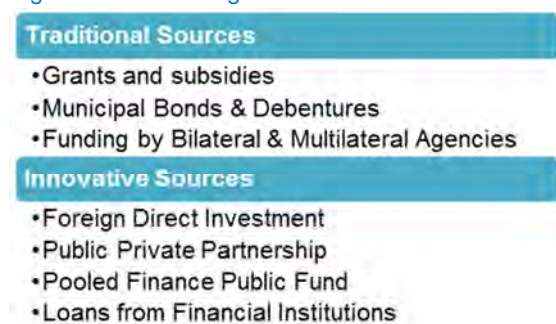 Traditional Sources
•Grants and subsidies
•Municipal Bonds & Debentures
•Funding by Bilateral & Multilateral Agencies
Innovative Sources
•Foreign Direct Investment
•Public Private Partnership
•Pooled Finance Public Fund
•Loans from Financial Institutions